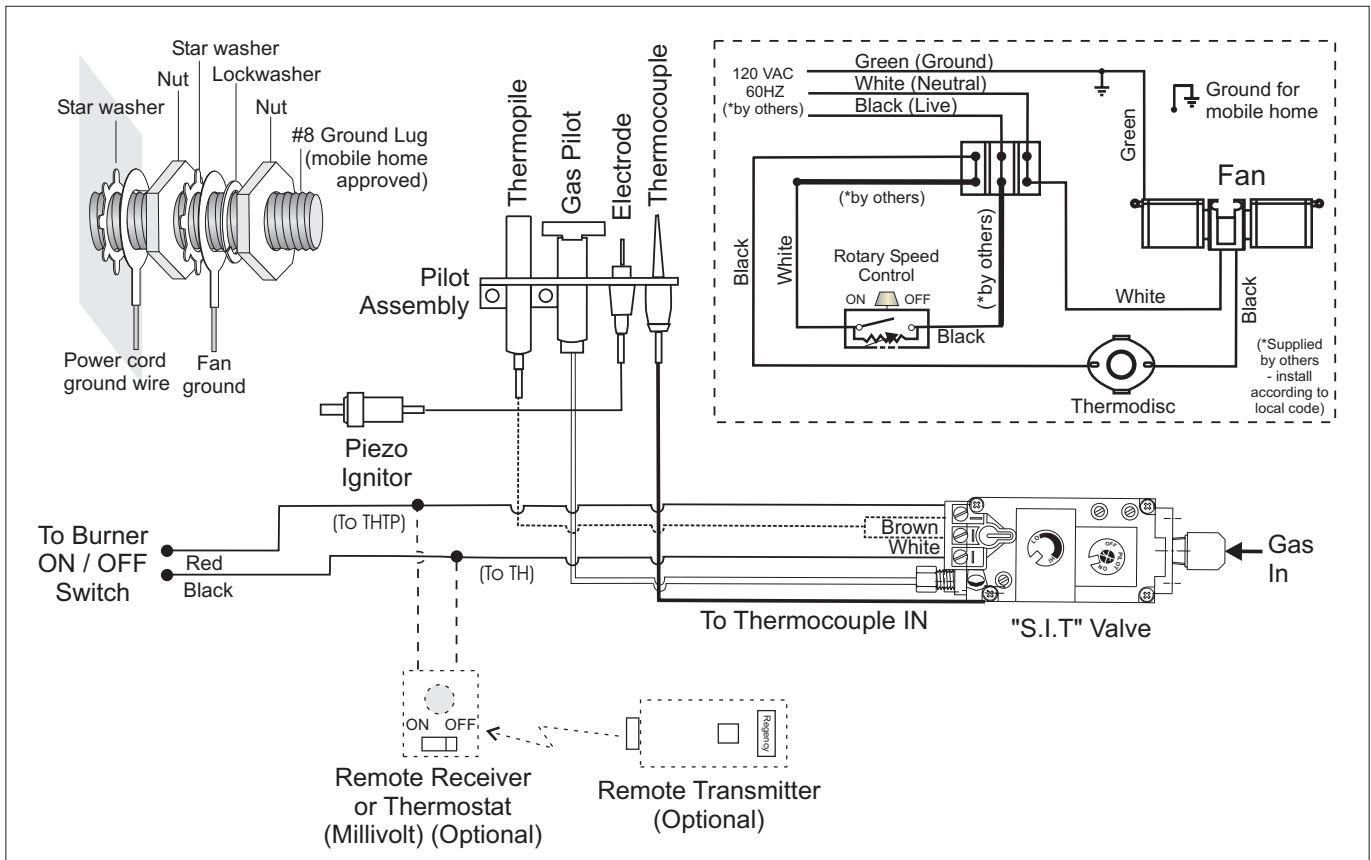 Star washer
Nut
Lockwasher
Star washer
Nut
#8 Ground Lug
(mobile home
approved)
Power cord
ground wire
Fan
ground
Thermopile
Gas Pilot
Electrode
Thermocouple
Pilot
Assembly
Piezo
Ignitor
120 VAC
60HZ
(*by others)
Green (Ground)
White (Neutral)
Black (Live)
Ground for
mobile home
Green
Fan
(*by others)
(*by others)
Black
White
Rotary Speed
Control
ON OFF
Black
White
Black
Thermodisc
(*Supplied
by others
- install
according to
local code)
To Burner
ON / OFF
Switch
Red
Black
(To THTP)
(To TH)
Brown
White
LO
HI
OFF
PILOT
ON
Gas
In
To Thermocouple IN
"S.I.T" Valve
ON OFF
Regency
Remote Receiver
or Thermostat
(Millivolt) (Optional)
Remote Transmitter
(Optional)